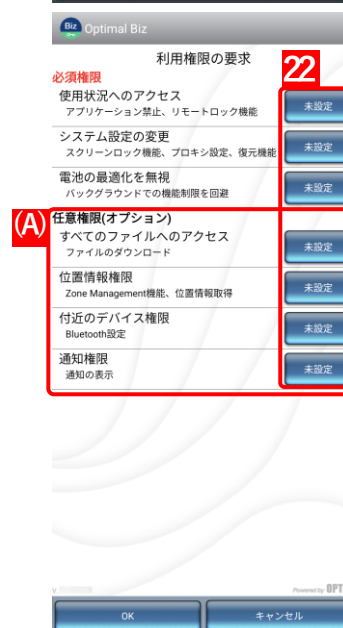 Biz Optimal Biz
利用権限の要求
22
必須権限
使用状況へのアクセス
アプリケーション禁止、リモートロック機能
未設定
システム設定の変更
スクリーンロック機能、プロキシ設定、復元機能
未設定
電池の最適化を無視
バックグラウンドでの機能制限を回避
未設定
(A)
任意権限(オプション)
すべてのファイルへのアクセス
ファイルのダウンロード
未設定
位置情報権限
Zone Management機能、位置情報取得
未設定
付近のデバイス権限
Bluetooth設定
未設定
通知権限
通知の表示
未設定
Powered by OPT
OK
キャンセル